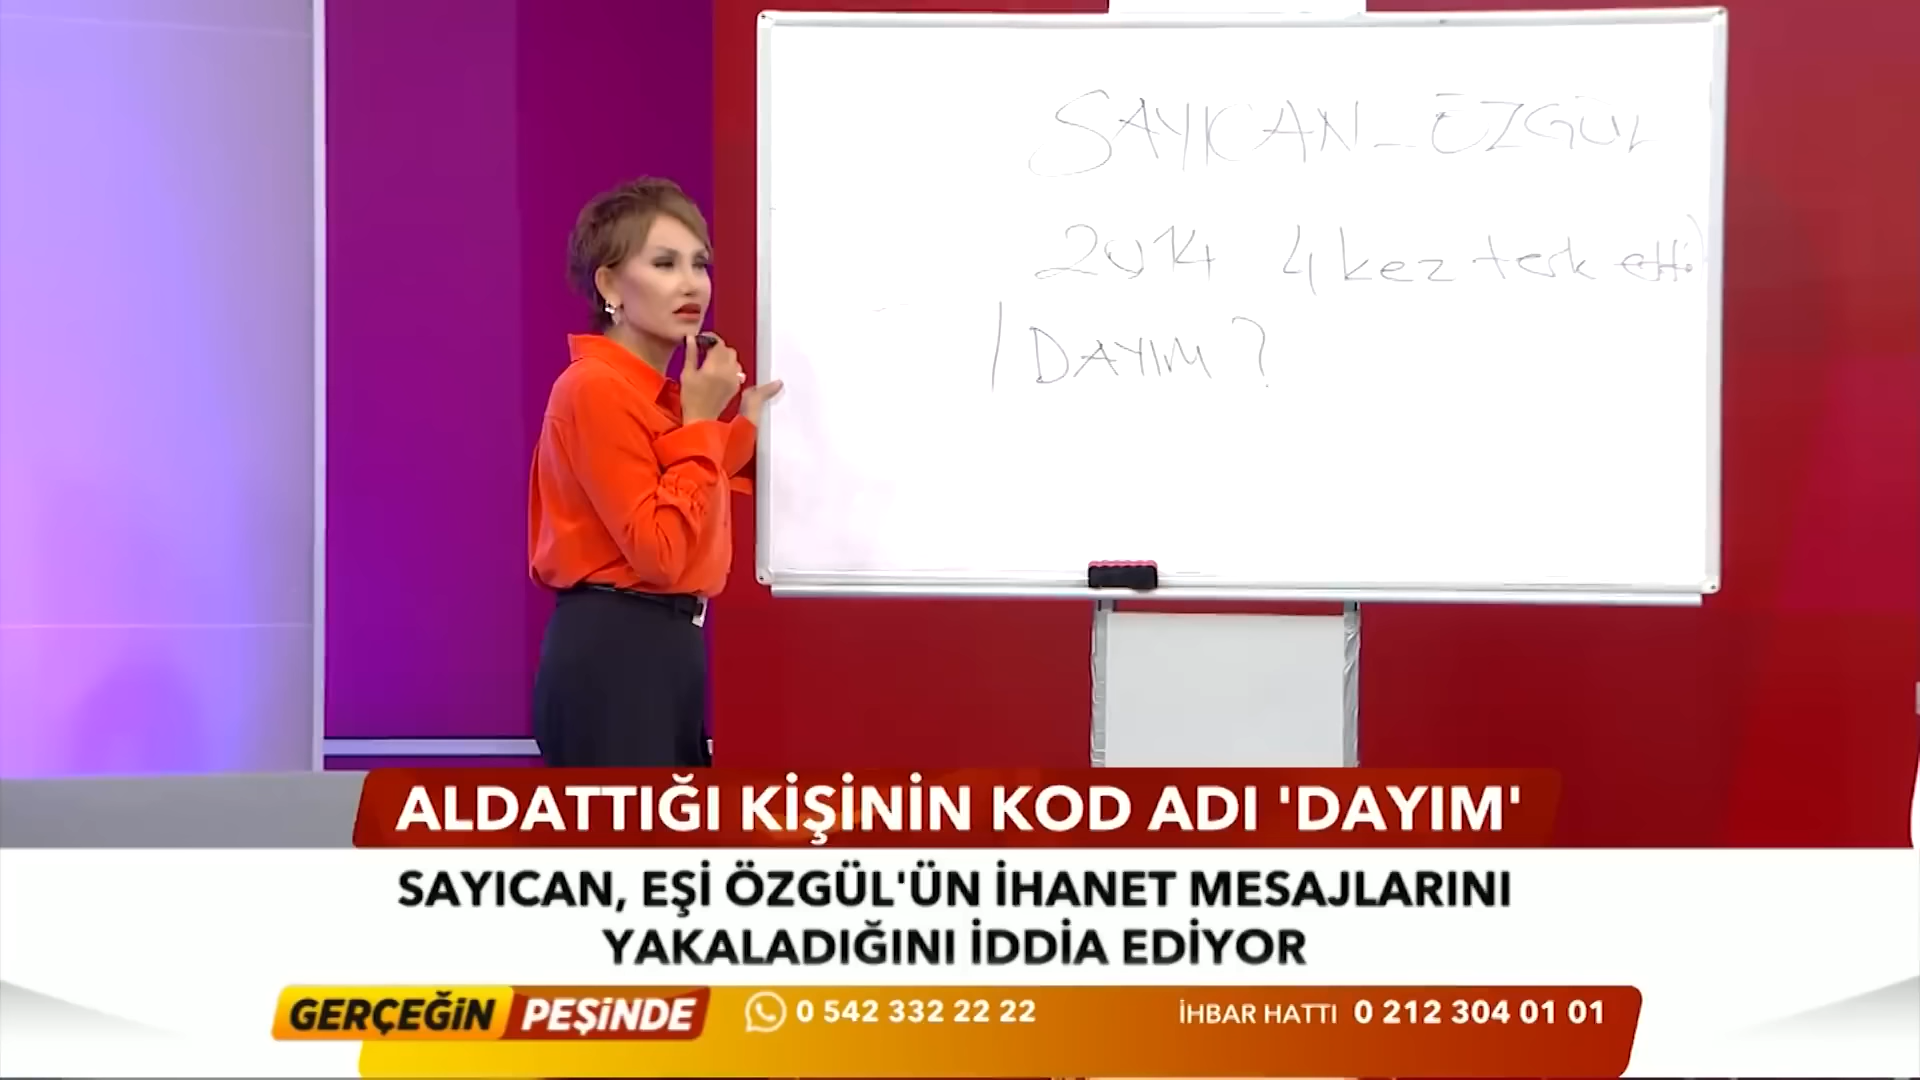 SAYICAN - ÖZGÜL
2014 4 kez terk etti
/ DAYIM ?
ALDATTIĞI KİŞİNİN KOD ADI 'DAYIM'
SAYICAN, EŞİ ÖZGÜL'ÜN İHANET MESAJLARINI
YAKALADIĞINI İDDİA EDİYOR
GERÇEĞİN PEŞİNDE 0 542 332 22 22 İHBAR HATTI 0 212 304 01 01